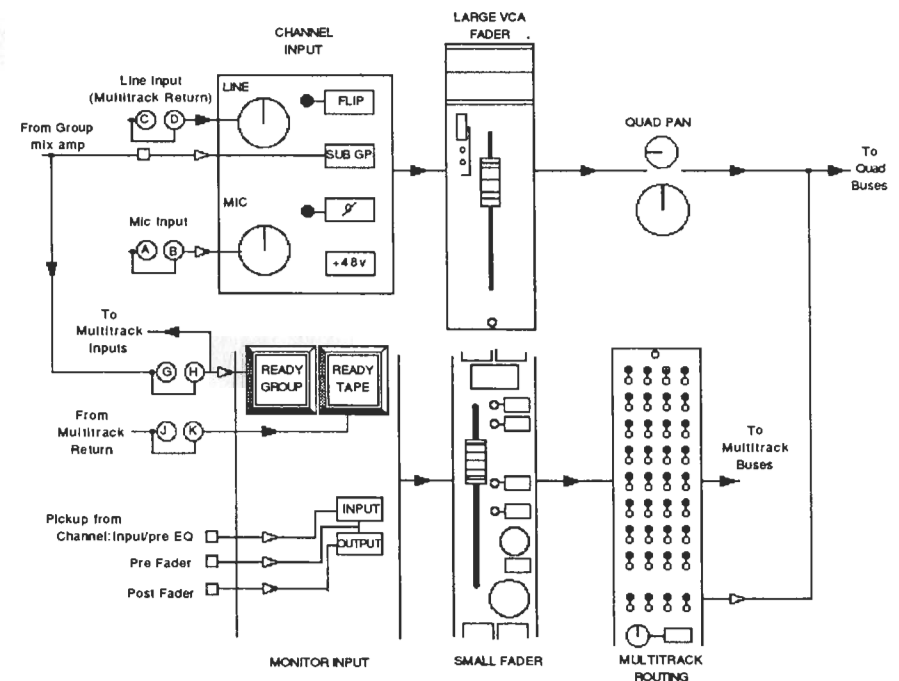 LARGE VCA
FADER
CHANNEL
INPUT
Line Input
(Multitrack Return)
LINE
FLIP
C
D
From Group
mix amp
SUB GP
QUAD PAN
To
Quad
Buses
MIC
ø
Mic Input
A
B
+48v
To
Multitrack
Inputs
G
H
READY
GROUP
READY
TAPE
From
Multitrack
Return
J
K
To
Multitrack
Buses
Pickup from
Channel:Input/pre EQ
INPUT
Pre Fader
OUTPUT
Post Fader
MONITOR INPUT
SMALL FADER
MULTITRACK
ROUTING